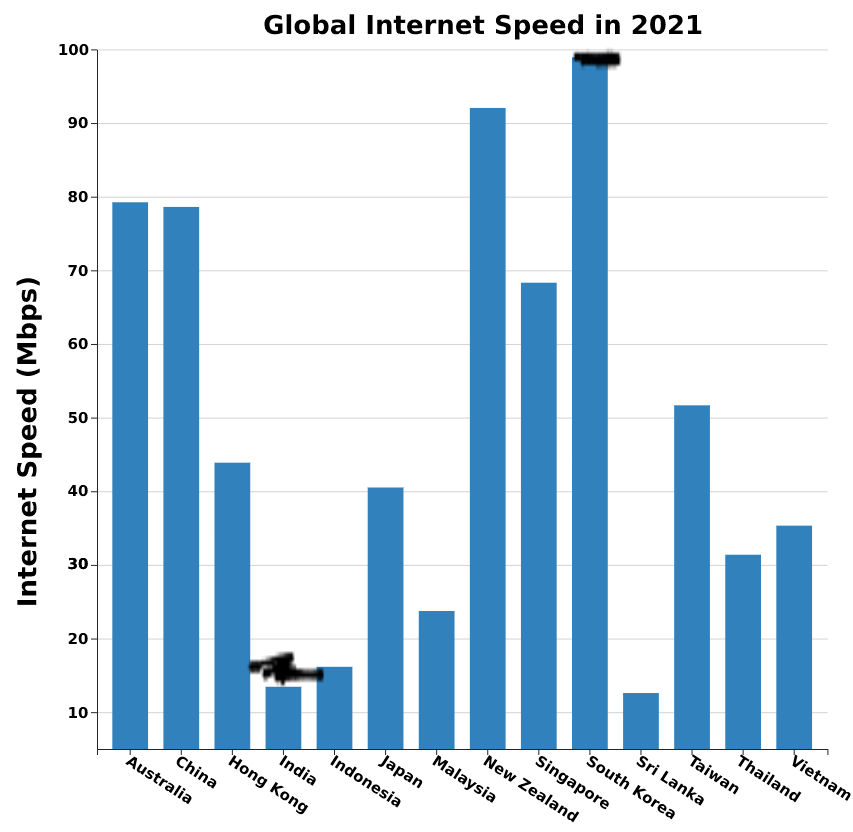 Global Internet Speed in 2021
Internet Speed (Mbps)
100
90
80
70
60
50
40
30
20
10
Australia
China
Hong Kong
India
Indonesia
Japan
Malaysia
New Zealand
Singapore
South Korea
Sri Lanka
Taiwan
Thailand
Vietnam